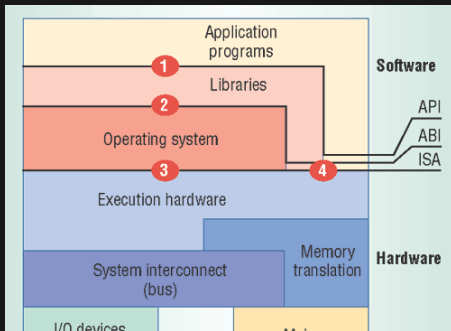 Application
programs
Software
1
Libraries
2
API
Operating system
ABI
ISA
3
4
Execution hardware
Memory
translation
Hardware
System interconnect
(bus)
I/O devices
Main